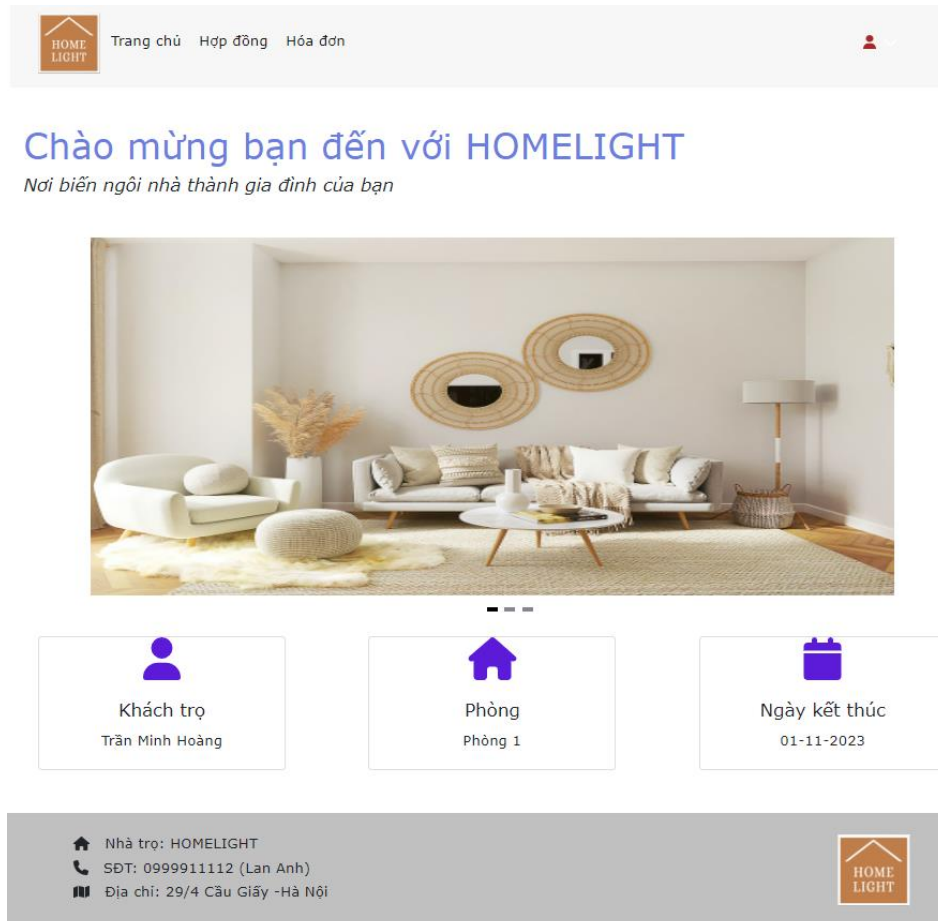 HOME
LIGHT
Trang chủ Hợp đồng Hóa đơn
Chào mừng bạn đến với HOMELIGHT
Nơi biến ngôi nhà thành gia đình của bạn
Khách trọ
Trần Minh Hoàng
Phòng
Phòng 1
Ngày kết thúc
01-11-2023
Nhà trọ: HOMELIGHT
SĐT: 0999911112 (Lan Anh)
Địa chỉ: 29/4 Cầu Giấy -Hà Nội
HOME
LIGHT